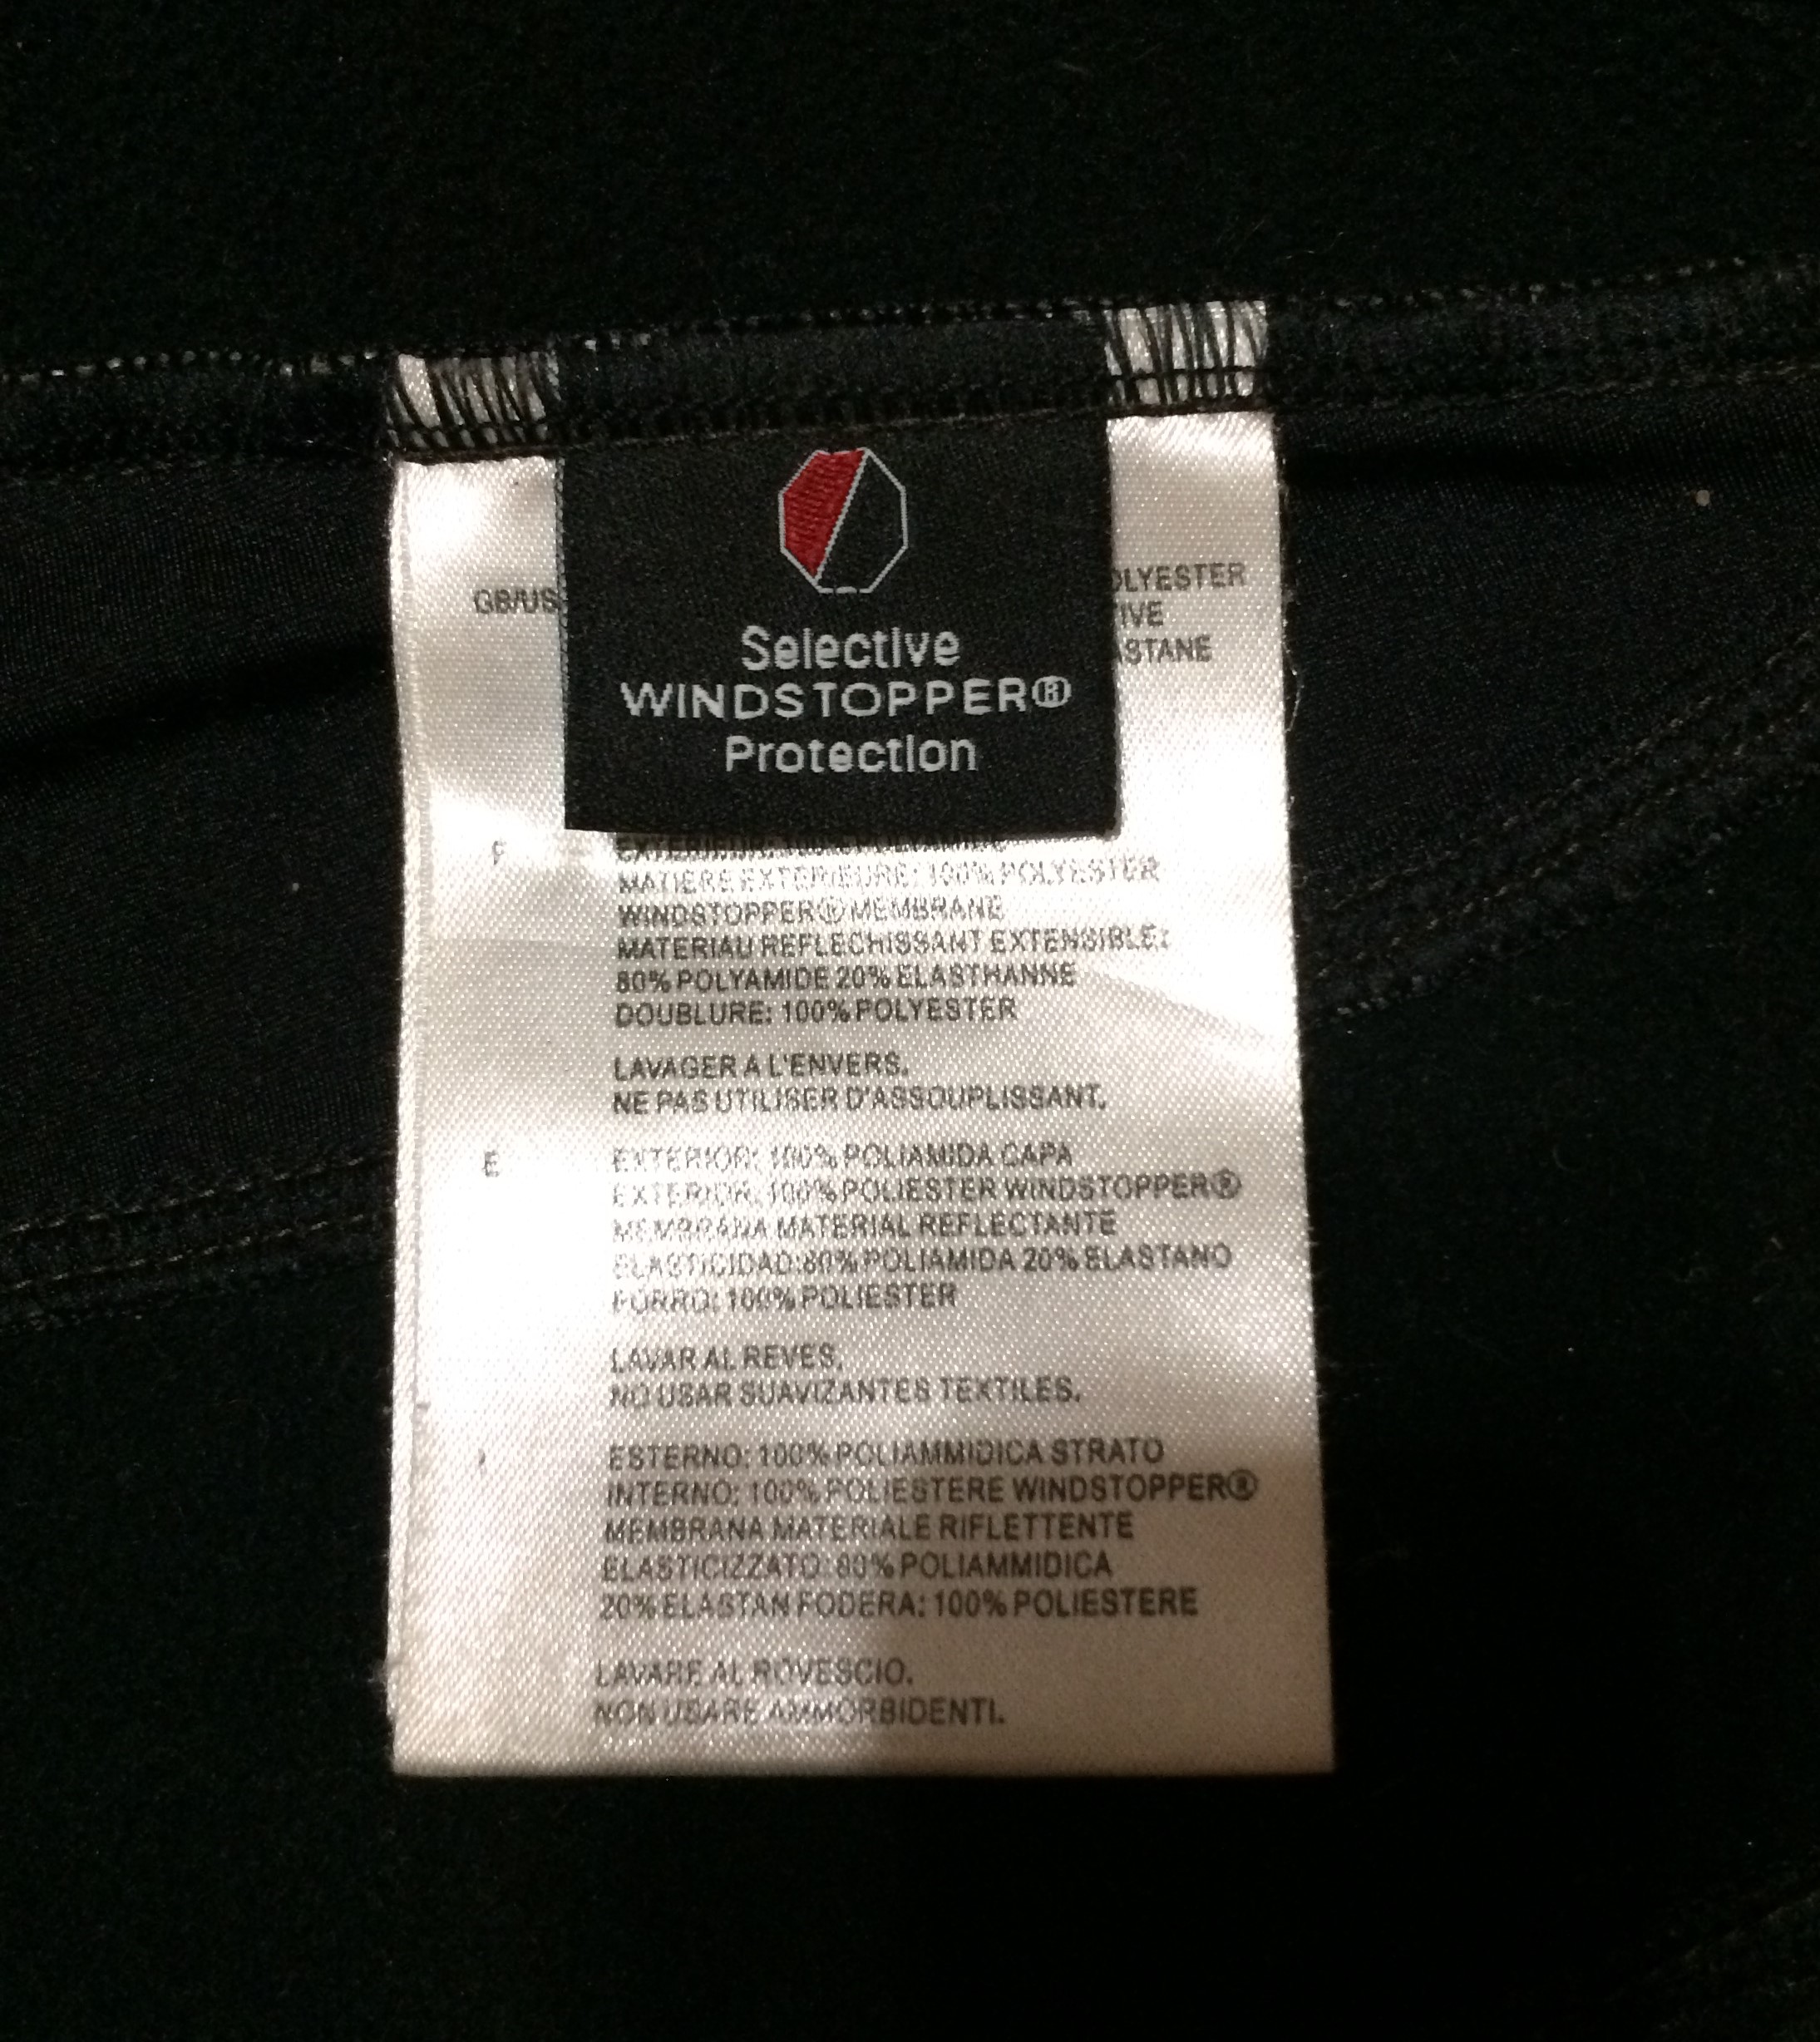 Selective
WINDSTOPPER®
Protection
GB/US
F
MATIERE EXTERIEURE: 100% POLYESTER
WINDSTOPPER® MEMBRANE
MATERIAU REFLECHISSANT EXTENSIBLE:
80% POLYAMIDE 20% ELASTHANNE
DOUBLURE: 100% POLYESTER
LAVAGER A L'ENVERS.
NE PAS UTILISER D'ASSOUPLISSANT.
E
EXTERIOR: 100% POLIAMIDA CAPA
EXTERIOR: 100% POLIESTER WINDSTOPPER®
MEMBRANA MATERIAL REFLECTANTE
ELASTICIDAD:80% POLIAMIDA 20% ELASTANO
FORRO: 100% POLIESTER
LAVAR AL REVES.
NO USAR SUAVIZANTES TEXTILES.
ESTERNO: 100% POLIAMMIDICA STRATO
INTERNO: 100% POLIESTERE WINDSTOPPER®
MEMBRANA MATERIALE RIFLETTENTE
ELASTICIZZATO: 80% POLIAMMIDICA
20% ELASTAN FODERA: 100% POLIESTERE
LAVARE AL ROVESCIO.
NON USARE AMMORBIDENTI.